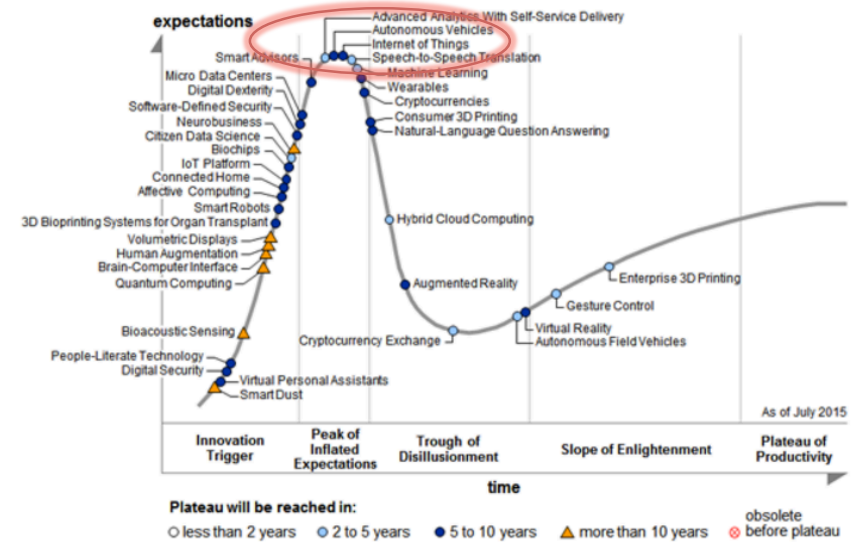 expectations
Advanced Analytics With Self-Service Delivery
Autonomous Vehicles
Internet of Things
Smart Advisors
Speech-to-Speech Translation
Machine Learning
Micro Data Centers
Wearables
Digital Dexterity
Cryptocurrencies
Software-Defined Security
Consumer 3D Printing
Neurobusiness
Natural-Language Question Answering
Citizen Data Science
Biochips
IoT Platform
Connected Home
Affective Computing
Smart Robots
3D Bioprinting Systems for Organ Transplant
Hybrid Cloud Computing
Volumetric Displays
Human Augmentation
Brain-Computer Interface
Quantum Computing
Augmented Reality
Enterprise 3D Printing
Gesture Control
Bioacoustic Sensing
Virtual Reality
Cryptocurrency Exchange
Autonomous Field Vehicles
People-Literate Technology
Digital Security
Virtual Personal Assistants
Smart Dust
As of July 2015
Innovation
Trigger
Peak of
Inflated
Expectations
Trough of
Disillusionment
Slope of Enlightenment
Plateau of
Productivity
time
Plateau will be reached in:
less than 2 years
2 to 5 years
5 to 10 years
more than 10 years
obsolete
before plateau